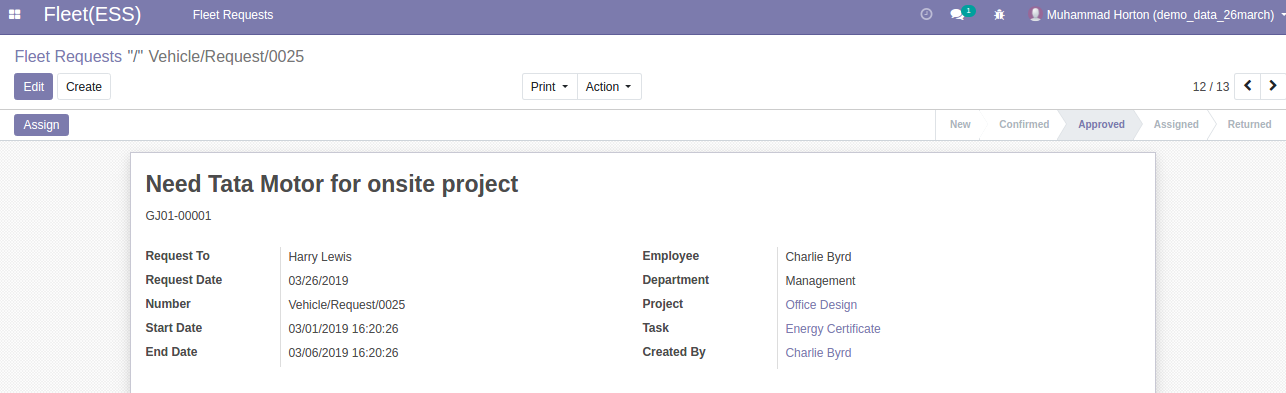 Fleet(ESS) Fleet Requests 1 Muhammad Horton (demo_data_26march)
Fleet Requests "/" Vehicle/Request/0025
Edit Create Print Action 12 / 13
Assign New Confirmed Approved Assigned Returned
Need Tata Motor for onsite project
GJ01-00001
Request To Harry Lewis Employee Charlie Byrd
Request Date 03/26/2019 Department Management
Number Vehicle/Request/0025 Project Office Design
Start Date 03/01/2019 16:20:26 Task Energy Certificate
End Date 03/06/2019 16:20:26 Created By Charlie Byrd